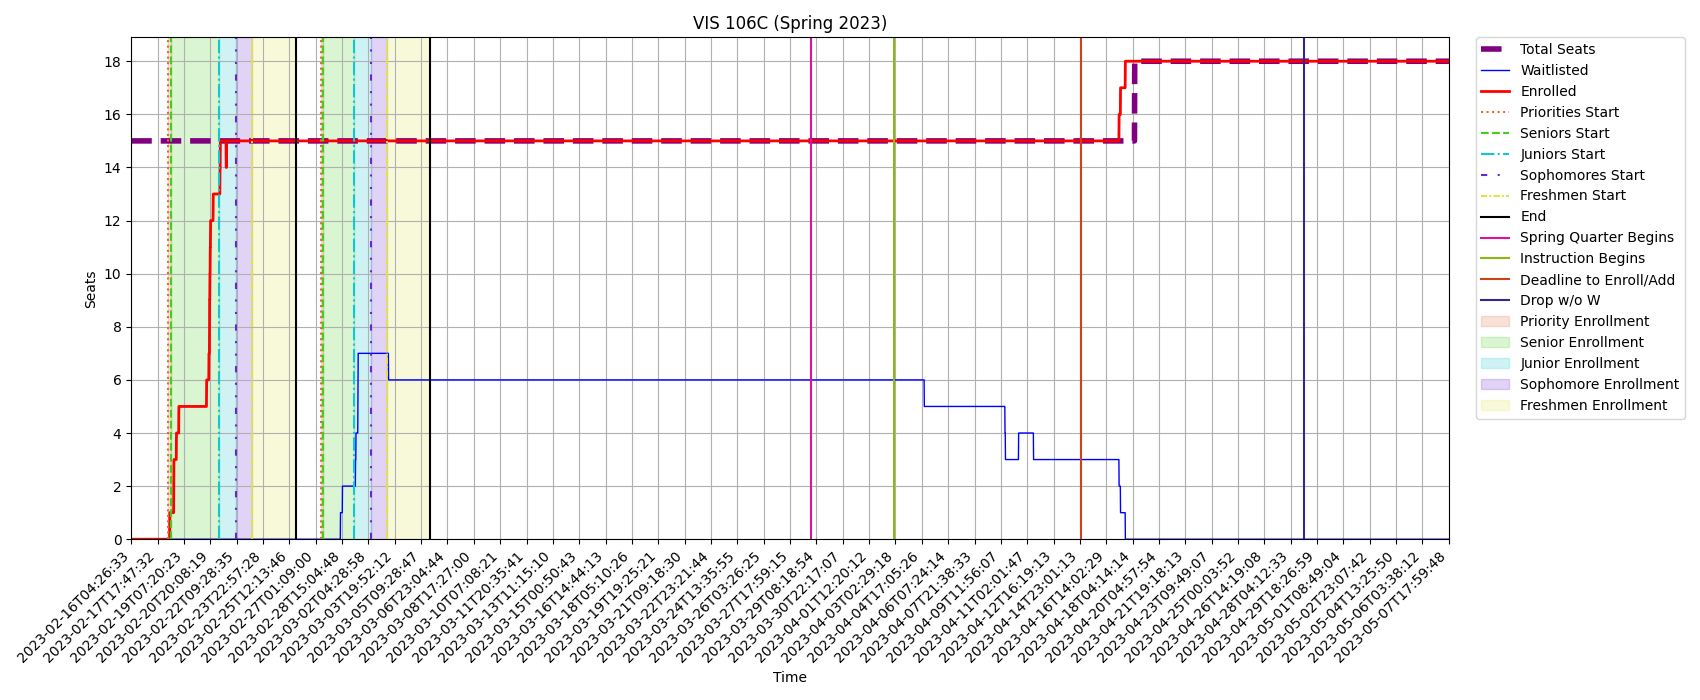 VIS 106C (Spring 2023)
Seats
18
16
14
12
10
8
6
4
2
0
2023-02-16T04:26:33
2023-02-17T17:47:32
2023-02-19T07:20:23
2023-02-20T20:08:19
2023-02-22T09:28:35
2023-02-23T22:57:28
2023-02-25T12:13:46
2023-02-27T01:09:00
2023-02-28T15:04:48
2023-03-02T04:28:58
2023-03-03T19:52:12
2023-03-05T09:28:47
2023-03-06T23:04:44
2023-03-08T17:27:00
2023-03-10T07:08:21
2023-03-11T20:35:41
2023-03-13T11:15:10
2023-03-15T00:50:43
2023-03-16T14:44:13
2023-03-18T05:10:26
2023-03-19T19:25:21
2023-03-21T09:18:30
2023-03-22T23:21:44
2023-03-24T13:35:55
2023-03-26T03:26:25
2023-03-27T17:59:15
2023-03-29T08:18:54
2023-03-30T22:17:07
2023-04-01T12:20:12
2023-04-03T02:29:18
2023-04-04T17:05:26
2023-04-06T07:24:14
2023-04-07T21:38:33
2023-04-09T11:56:07
2023-04-11T02:01:47
2023-04-12T16:19:13
2023-04-14T23:01:13
2023-04-16T14:02:29
2023-04-18T04:14:14
2023-04-20T04:57:54
2023-04-21T19:18:13
2023-04-23T09:49:07
2023-04-25T00:03:52
2023-04-26T14:19:08
2023-04-28T04:12:33
2023-04-29T18:26:59
2023-05-01T08:49:04
2023-05-02T23:07:42
2023-05-04T13:25:50
2023-05-06T03:38:12
2023-05-07T17:59:48
Time
Total Seats
Waitlisted
Enrolled
Priorities Start
Seniors Start
Juniors Start
Sophomores Start
Freshmen Start
End
Spring Quarter Begins
Instruction Begins
Deadline to Enroll/Add
Drop w/o W
Priority Enrollment
Senior Enrollment
Junior Enrollment
Sophomore Enrollment
Freshmen Enrollment